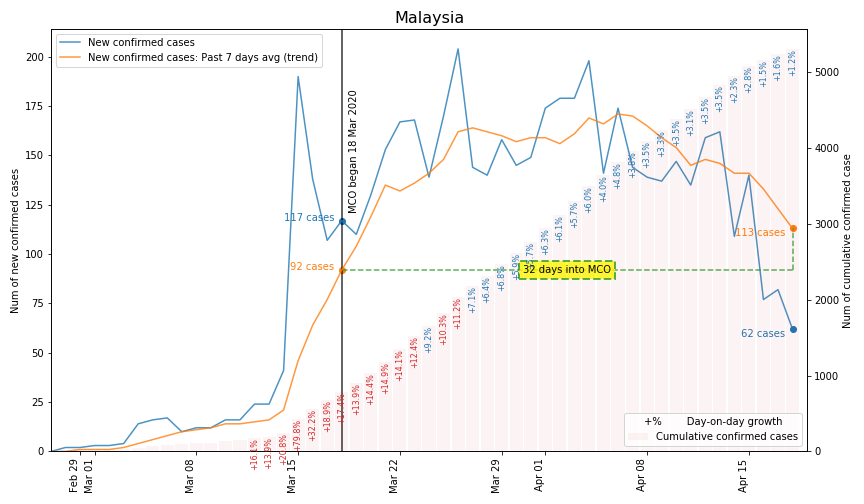 Malaysia
New confirmed cases
New confirmed cases: Past 7 days avg (trend)
Num of new confirmed cases
200
175
150
125
100
75
50
25
0
5000
4000
3000
2000
1000
0
Num of cumulative confirmed case
MCO began 18 Mar 2020
117 cases
92 cases
32 days into MCO
113 cases
62 cases
+16.1%
+13.9%
+20.8%
+79.8%
+32.2%
+18.9%
+17.4%
+13.9%
+14.4%
+14.9%
+14.1%
+12.4%
+9.2%
+10.3%
+11.2%
+7.1%
+6.4%
+6.8%
+5.9%
+6.3%
+6.1%
+5.7%
+6.0%
+4.0%
+4.8%
+3.8%
+3.5%
+3.3%
+3.5%
+3.1%
+3.5%
+3.5%
+2.3%
+2.8%
+1.5%
+1.6%
+1.2%
+% Day-on-day growth
Cumulative confirmed cases
Feb 29
Mar 01
Mar 08
Mar 15
Mar 22
Mar 29
Apr 01
Apr 08
Apr 15